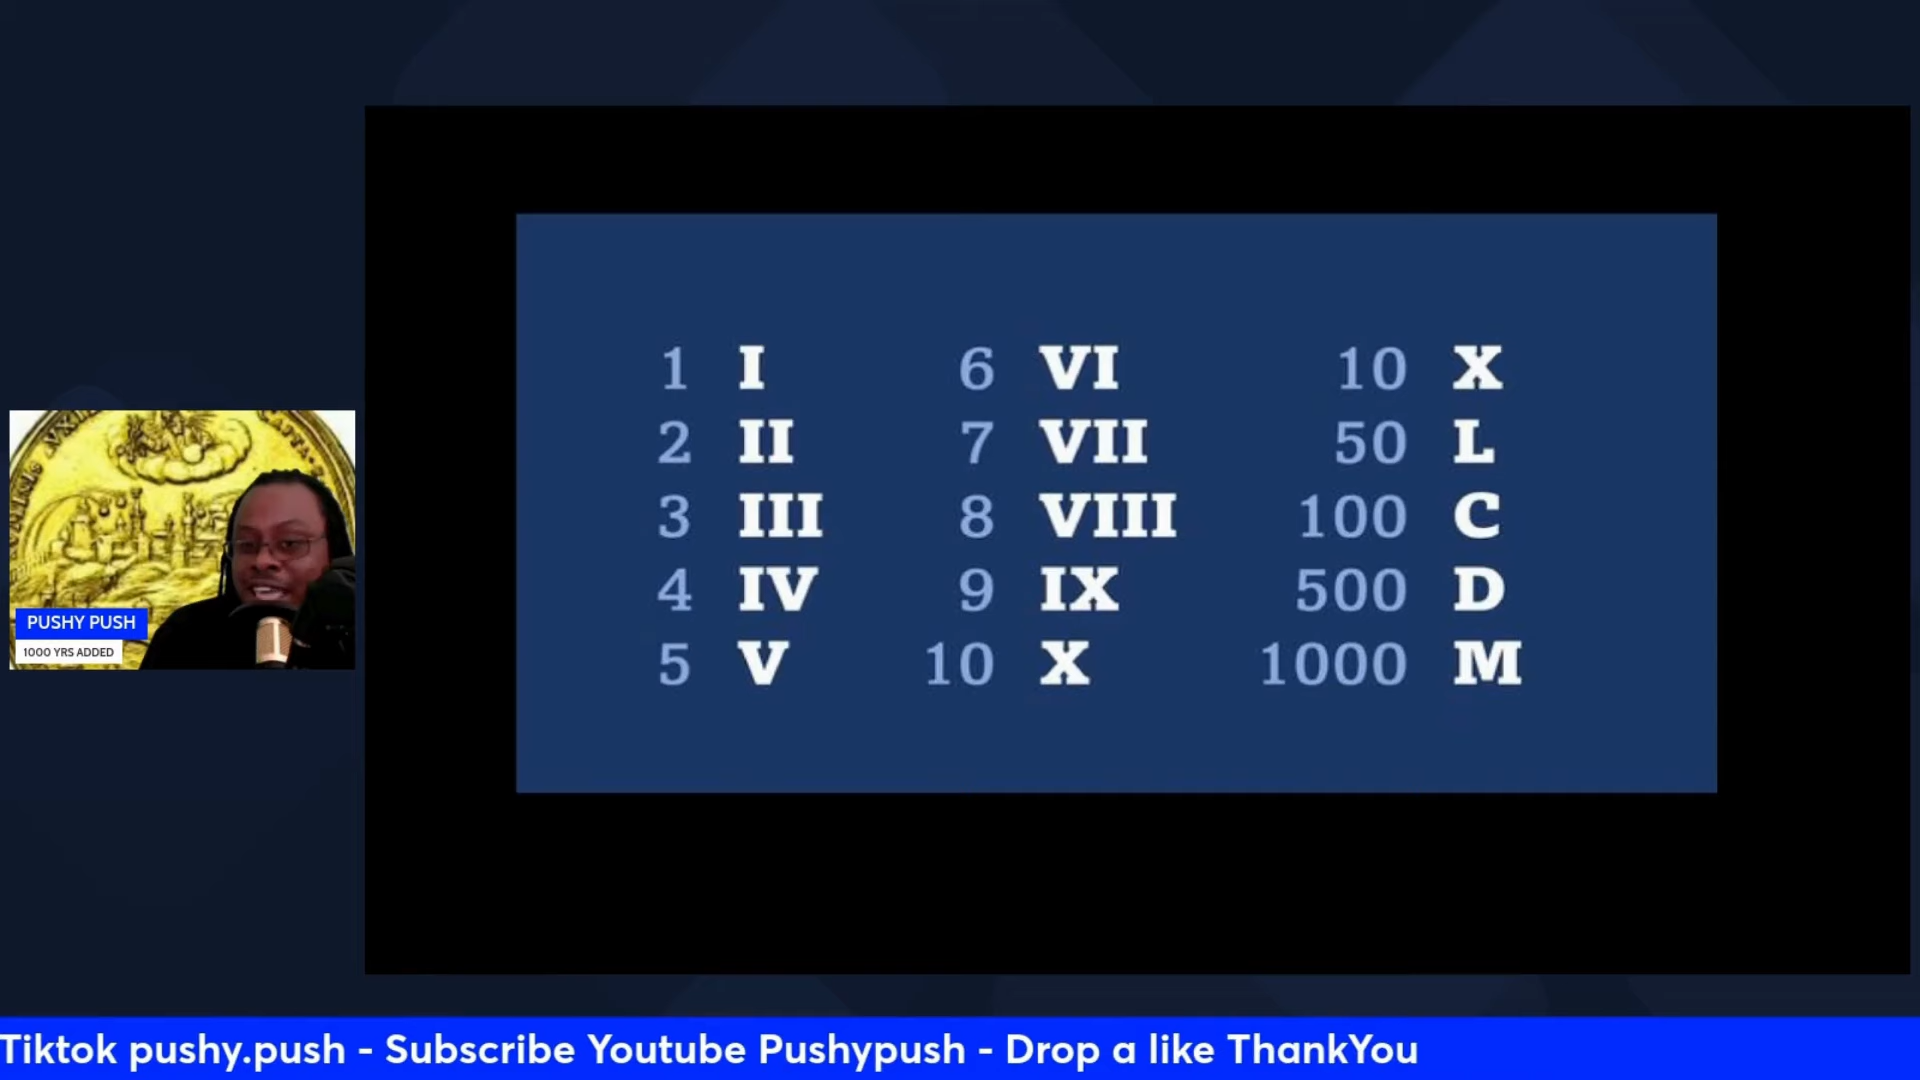 1 I 6 VI 10 X
2 II 7 VII 50 L
3 III 8 VIII 100 C
4 IV 9 IX 500 D
5 V 10 X 1000 M
PUSHY PUSH
1000 YRS ADDED
Tiktok pushy.push - Subscribe Youtube Pushypush - Drop a like ThankYou